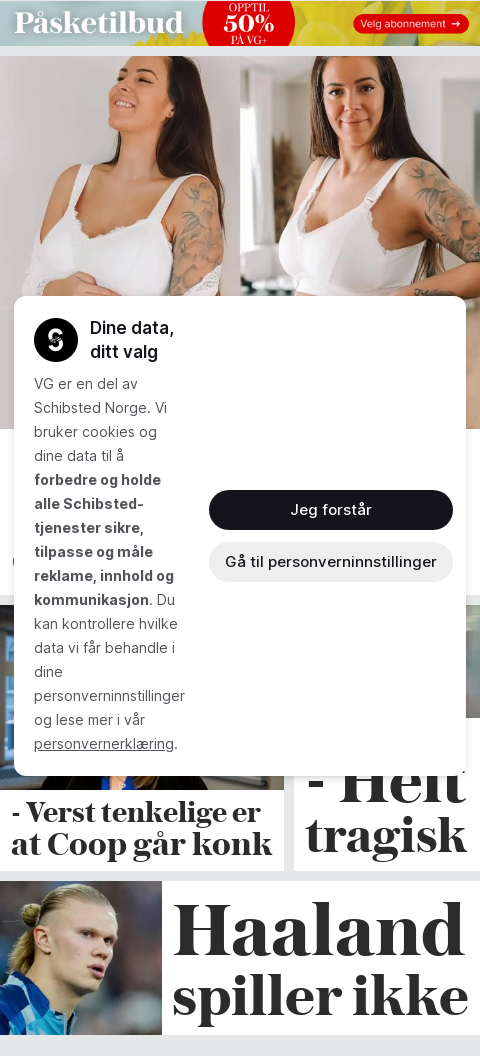 Påsketilbud
OPPTIL
50%
PÅ VG+
Velg abonnement →
Dine data,
ditt valg
VG er en del av
Schibsted Norge. Vi
bruker cookies og
dine data til å
forbedre og holde
alle Schibsted-
tjenester sikre,
tilpasse og måle
reklame, innhold og
kommunikasjon. Du
kan kontrollere hvilke
data vi får behandle i
dine
personverninnstillinger
og lese mer i vår
personvernerklæring.
Jeg forstår
Gå til personverninnstillinger
- Verst tenkelige er
at Coop går konk
- Helt
tragisk
Haaland
spiller ikke